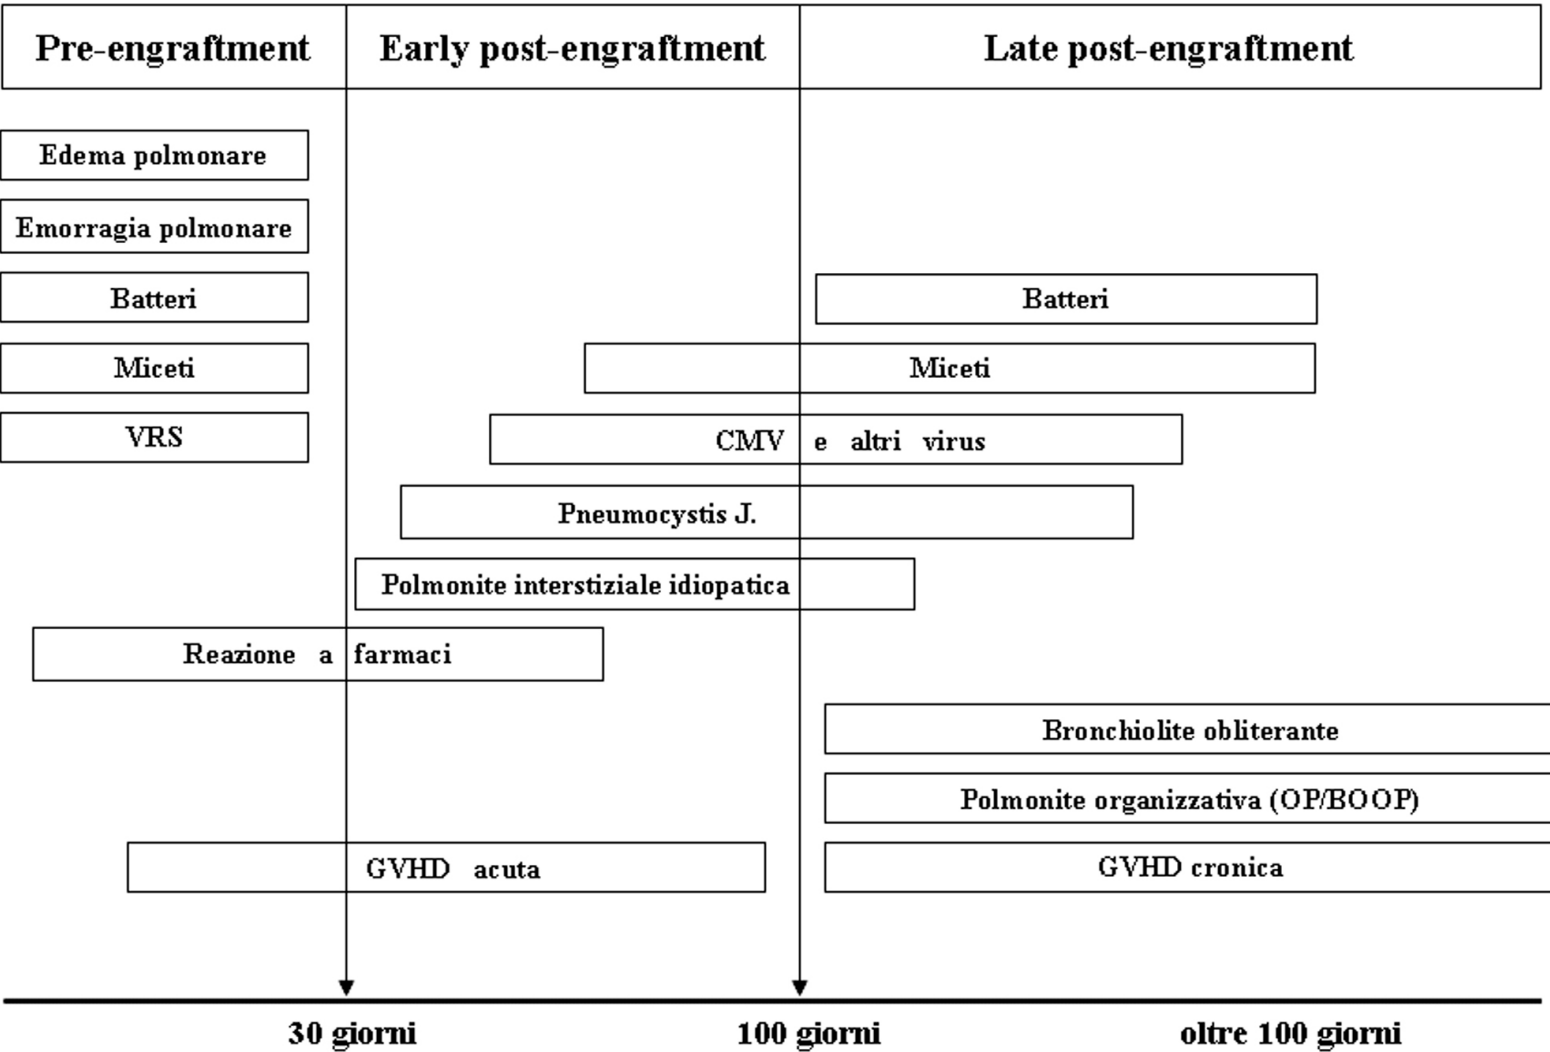 Pre-engraftment Early post-engraftment Late post-engraftment
Edema polmonare
Emorragia polmonare
Batteri Batteri
Miceti Miceti
VRS CMV e altri virus
Pneumocystis J.
Polmonite interstiziale idiopatica
Reazione a farmaci
Bronchiolite obliterante
Polmonite organizzativa (OP/BOOP)
GVHD acuta GVHD cronica
30 giorni 100 giorni oltre 100 giorni